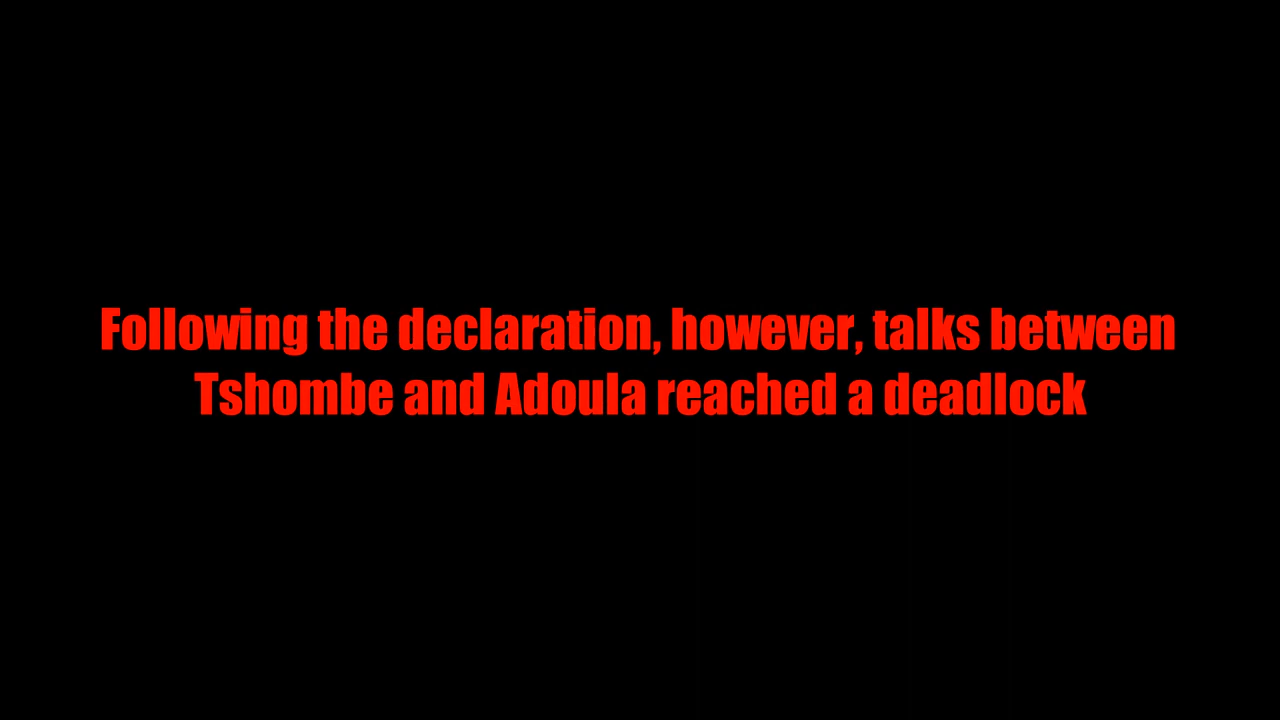 Following the declaration, however, talks between
Tshombe and Adoula reached a deadlock